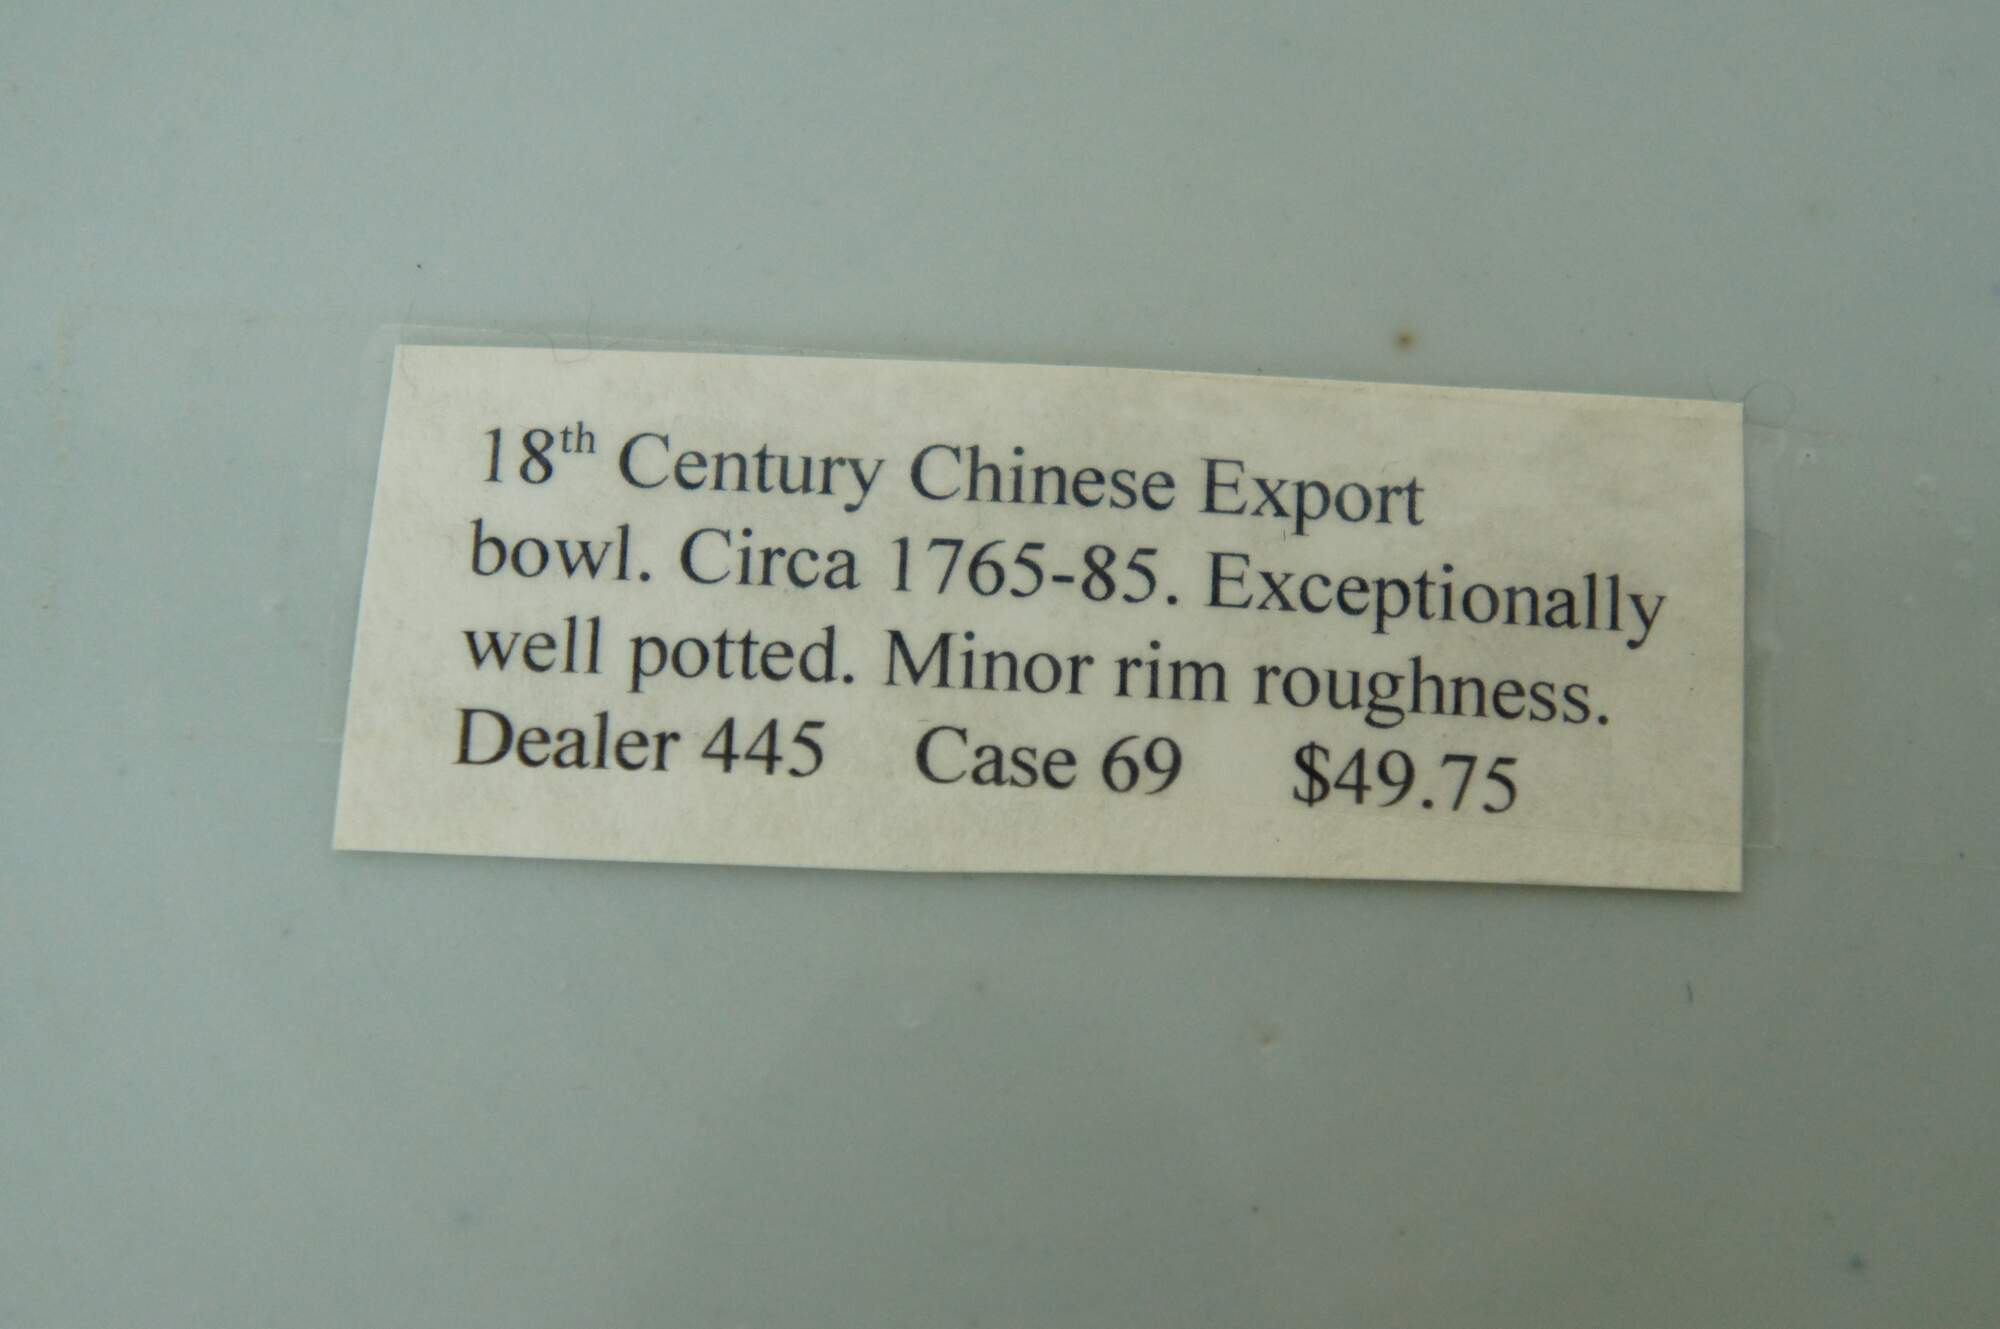 18th Century Chinese Export
bowl. Circa 1765-85. Exceptionally
well potted. Minor rim roughness.
Dealer 445 Case 69 $49.75